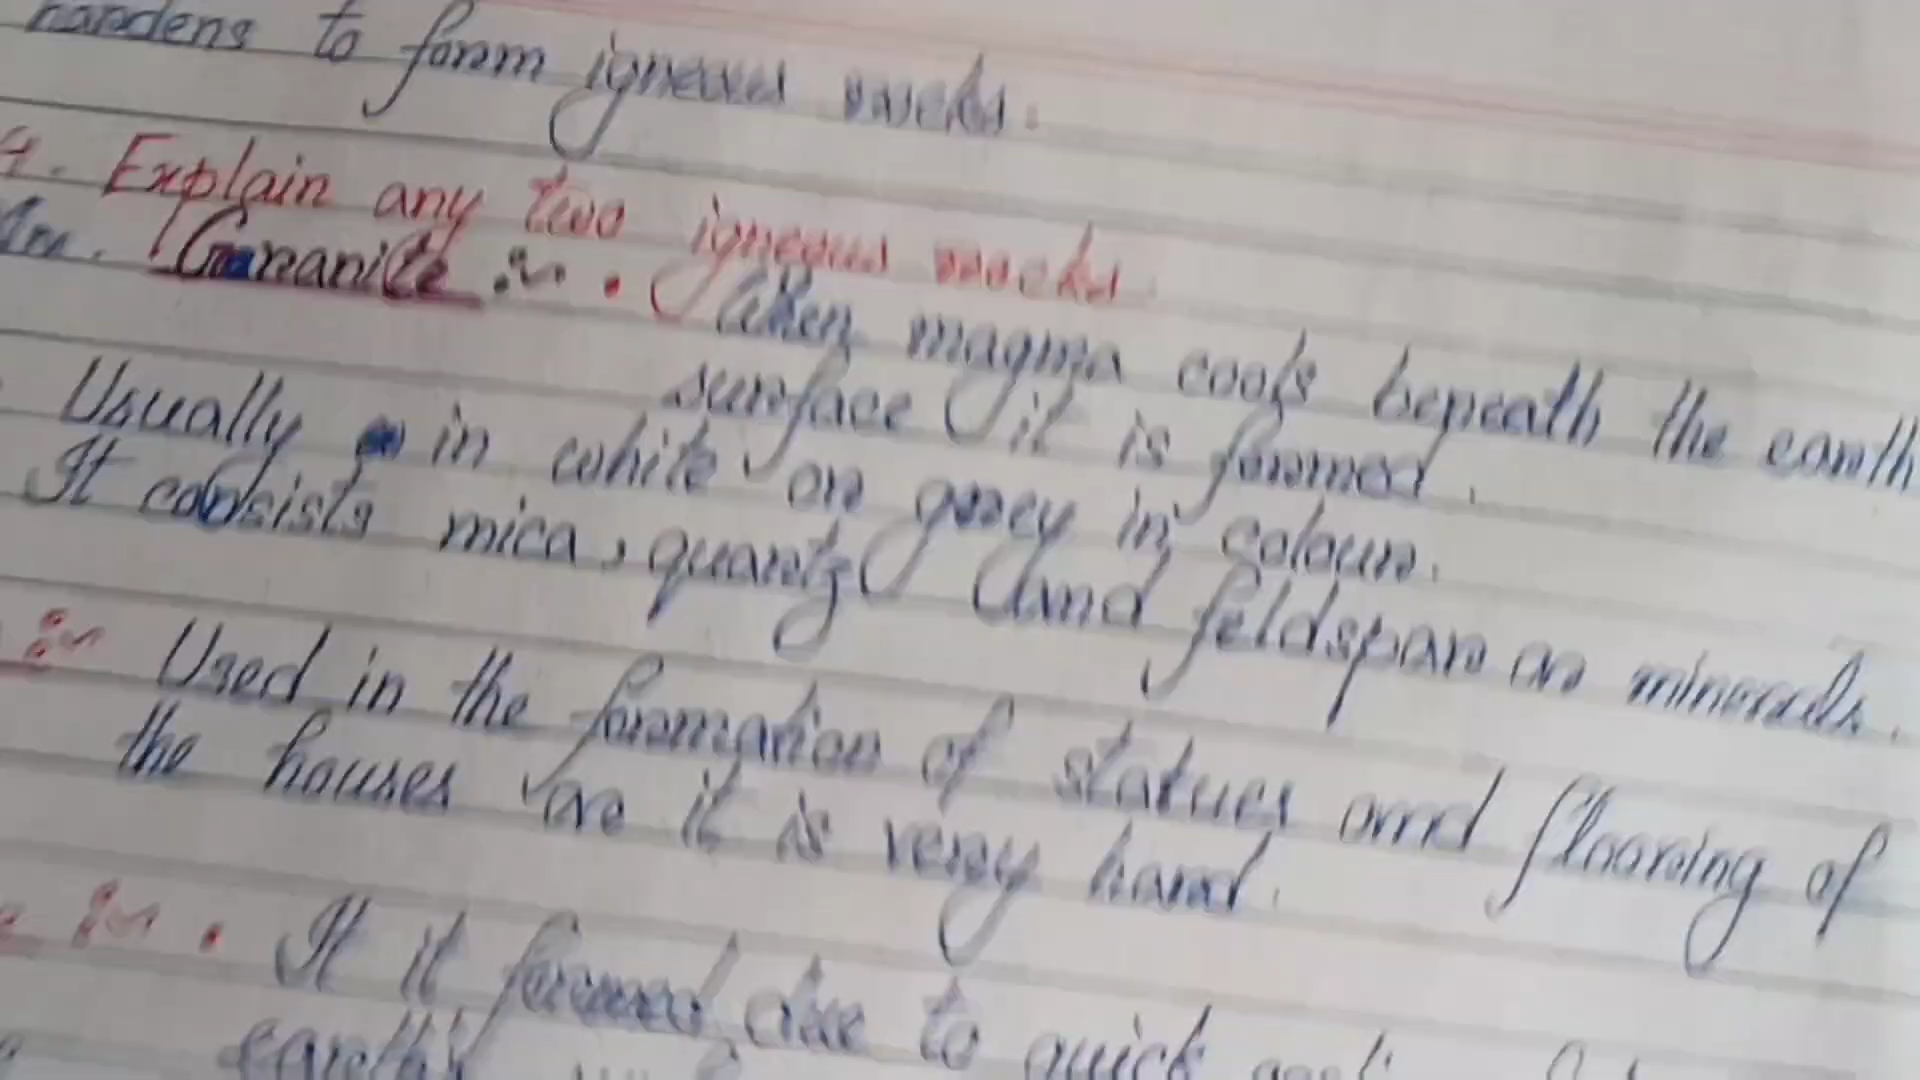 hardens to form igneous rocks.
4. Explain any two igneous rocks.
Ans. Granite :~ • When magma cools beneath the earth
surface it is formed.
Usually in white or grey in colour.
It consists mica, quartz and feldspar as minerals.
:~ Used in the formation of statues and flooring of
the houses as it is very hard.
:~ • It it formed due to quick
earth's